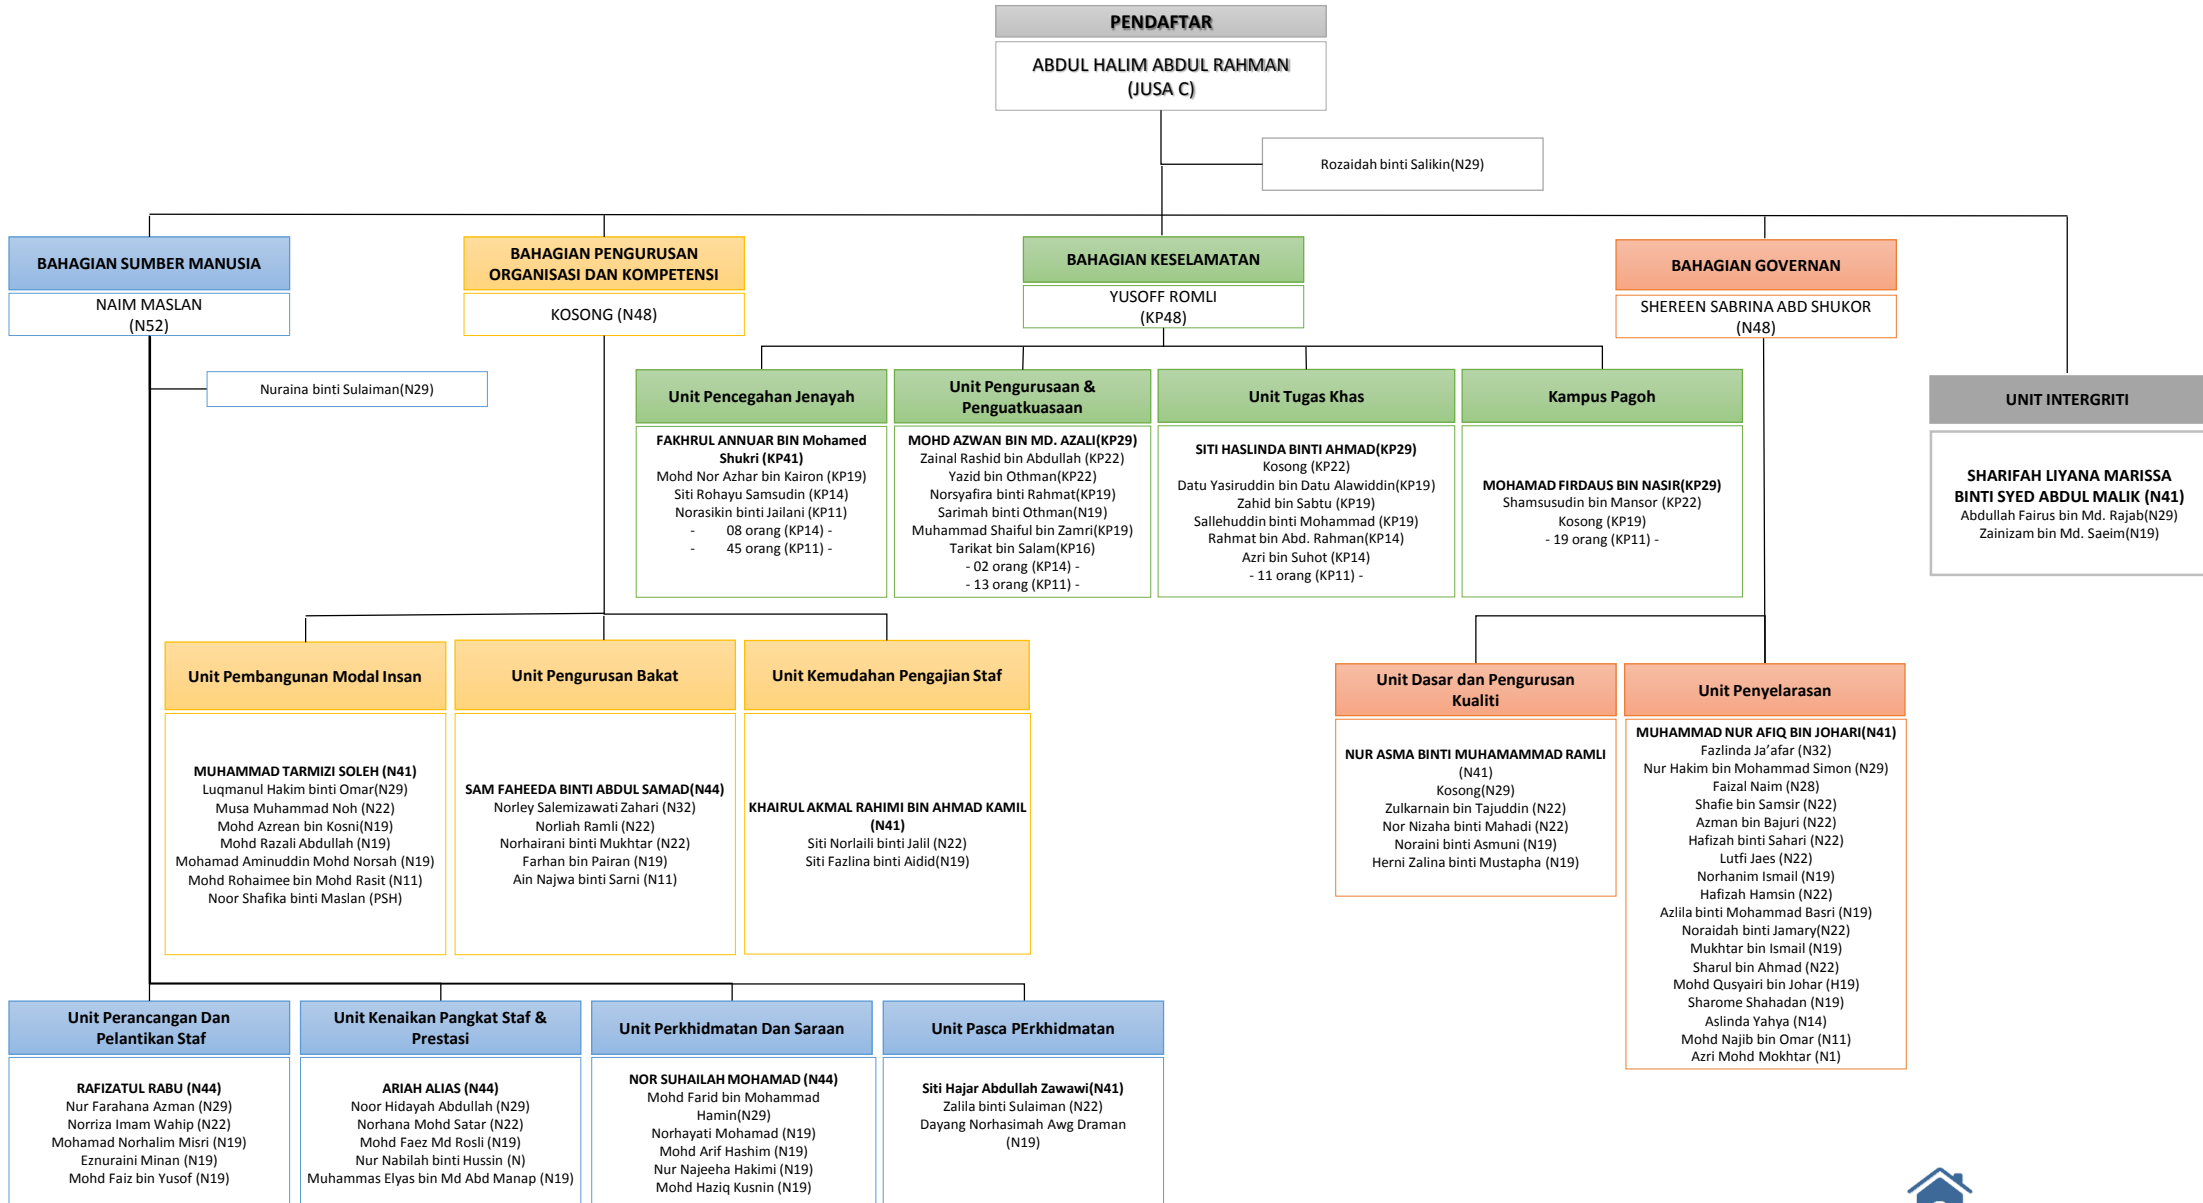 PENDAFTAR
ABDUL HALIM ABDUL RAHMAN
(JUSA C)
Rozaidah binti Salikin(N29)
BAHAGIAN SUMBER MANUSIA
NAIM MASLAN
(N52)
Nuraina binti Sulaiman(N29)
BAHAGIAN PENGURUSAN
ORGANISASI DAN KOMPETENSI
KOSONG (N48)
BAHAGIAN KESELAMATAN
YUSOFF ROMLI
(KP48)
BAHAGIAN GOVERNAN
SHEREEN SABRINA ABD SHUKOR
(N48)
Unit Pencegahan Jenayah
FAKHRUL ANNUAR BIN Mohamed
Shukri (KP41)
Mohd Nor Azhar bin Kairon (KP19)
Siti Rohayu Samsudin (KP14)
Norasikin binti Jailani (KP11)
- 08 orang (KP14) -
- 45 orang (KP11) -
Unit Pengurusaan &
Penguatkuasaan
MOHD AZWAN BIN MD. AZALI(KP29)
Zainal Rashid bin Abdullah (KP22)
Yazid bin Othman(KP22)
Norsyafira binti Rahmat(KP19)
Sarimah binti Othman(N19)
Muhammad Shaiful bin Zamri(KP19)
Tarikat bin Salam(KP16)
- 02 orang (KP14) -
- 13 orang (KP11) -
Unit Tugas Khas
SITI HASLINDA BINTI AHMAD(KP29)
Kosong (KP22)
Datu Yasiruddin bin Datu Alawiddin(KP19)
Zahid bin Sabtu (KP19)
Sallehuddin binti Mohammad (KP19)
Rahmat bin Abd. Rahman(KP14)
Azri bin Suhot (KP14)
- 11 orang (KP11) -
Kampus Pagoh
MOHAMAD FIRDAUS BIN NASIR(KP29)
Shamsusudin bin Mansor (KP22)
Kosong (KP19)
- 19 orang (KP11) -
UNIT INTERGRITI
SHARIFAH LIYANA MARISSA
BINTI SYED ABDUL MALIK (N41)
Abdullah Fairus bin Md. Rajab(N29)
Zainizam bin Md. Saeim(N19)
Unit Pembangunan Modal Insan
MUHAMMAD TARMIZI SOLEH (N41)
Luqmanul Hakim binti Omar(N29)
Musa Muhammad Noh (N22)
Mohd Azrean bin Kosni(N19)
Mohd Razali Abdullah (N19)
Mohamad Aminuddin Mohd Norsah (N19)
Mohd Rohaimee bin Mohd Rasit (N11)
Noor Shafika binti Maslan (PSH)
Unit Pengurusan Bakat
SAM FAHEEDA BINTI ABDUL SAMAD(N44)
Norley Salemizawati Zahari (N32)
Norliah Ramli (N22)
Norhairani binti Mukhtar (N22)
Farhan bin Pairan (N19)
Ain Najwa binti Sarni (N11)
Unit Kemudahan Pengajian Staf
KHAIRUL AKMAL RAHIMI BIN AHMAD KAMIL
(N41)
Siti Norlaili binti Jalil (N22)
Siti Fazlina binti Aidid(N19)
Unit Dasar dan Pengurusan
Kualiti
NUR ASMA BINTI MUHAMAMMAD RAMLI
(N41)
Kosong(N29)
Zulkarnain bin Tajuddin (N22)
Nor Nizaha binti Mahadi (N22)
Noraini binti Asmuni (N19)
Herni Zalina binti Mustapha (N19)
Unit Penyelarasan
MUHAMMAD NUR AFIQ BIN JOHARI(N41)
Fazlinda Ja’afar (N32)
Nur Hakim bin Mohammad Simon (N29)
Faizal Naim (N28)
Shafie bin Samsir (N22)
Azman bin Bajuri (N22)
Hafizah binti Sahari (N22)
Lutfi Jaes (N22)
Norhanim Ismail (N19)
Hafizah Hamsin (N22)
Azlila binti Mohammad Basri (N19)
Noraidah binti Jamary(N22)
Mukhtar bin Ismail (N19)
Sharul bin Ahmad (N22)
Mohd Qusyairi bin Johar (H19)
Sharome Shahadan (N19)
Aslinda Yahya (N14)
Mohd Najib bin Omar (N11)
Azri Mohd Mokhtar (N1)
Unit Perancangan Dan
Pelantikan Staf
RAFIZATUL RABU (N44)
Nur Farahana Azman (N29)
Norriza Imam Wahip (N22)
Mohamad Norhalim Misri (N19)
Eznuraini Minan (N19)
Mohd Faiz bin Yusof (N19)
Unit Kenaikan Pangkat Staf &
Prestasi
ARIAH ALIAS (N44)
Noor Hidayah Abdullah (N29)
Norhana Mohd Satar (N22)
Mohd Faez Md Rosli (N19)
Nur Nabilah binti Hussin (N)
Muhammas Elyas bin Md Abd Manap (N19)
Unit Perkhidmatan Dan Saraan
NOR SUHAILAH MOHAMAD (N44)
Mohd Farid bin Mohammad
Hamin(N29)
Norhayati Mohamad (N19)
Mohd Arif Hashim (N19)
Nur Najeeha Hakimi (N19)
Mohd Haziq Kusnin (N19)
Unit Pasca PErkhidmatan
Siti Hajar Abdullah Zawawi(N41)
Zalila binti Sulaiman (N22)
Dayang Norhasimah Awg Draman
(N19)